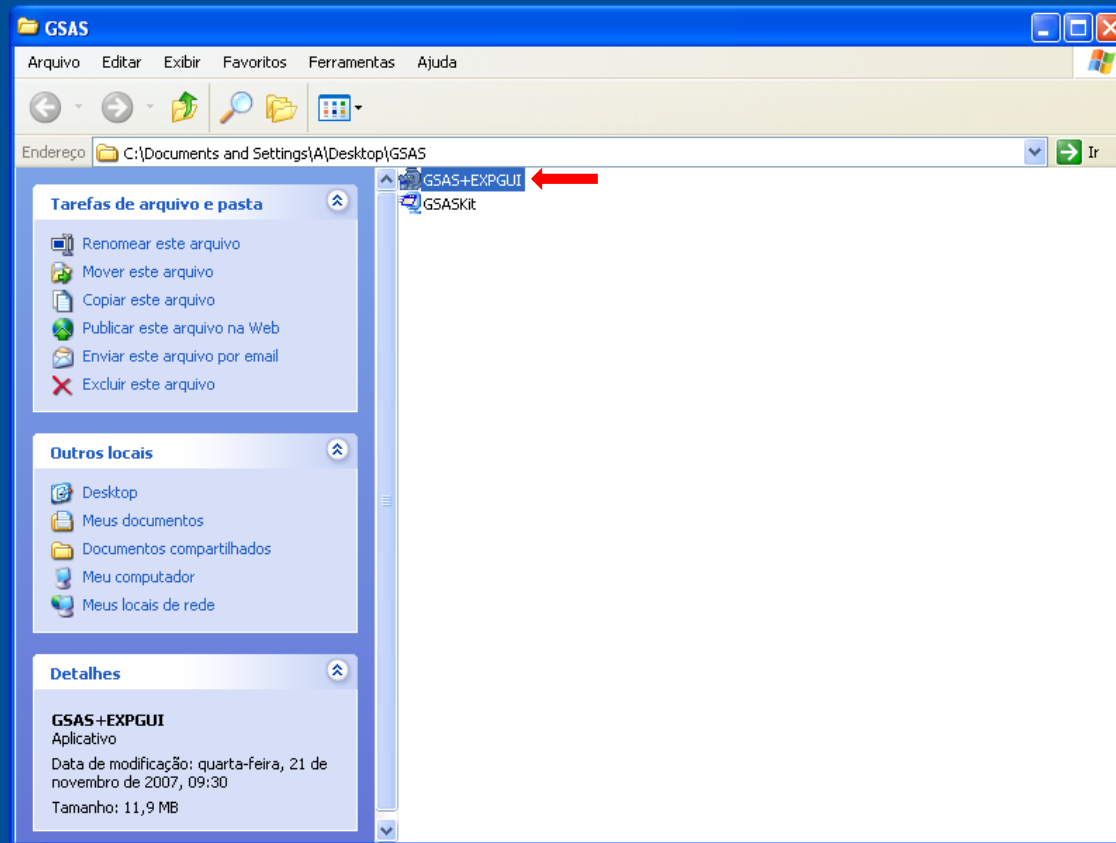 GSAS
Arquivo Editar Exibir Favoritos Ferramentas Ajuda
Endereço C:\Documents and Settings\A\Desktop\GSAS Ir
GSAS+EXPGUI
GSASKit
Tarefas de arquivo e pasta
Renomear este arquivo
Mover este arquivo
Copiar este arquivo
Publicar este arquivo na Web
Enviar este arquivo por email
Excluir este arquivo
Outros locais
Desktop
Meus documentos
Documentos compartilhados
Meu computador
Meus locais de rede
Detalhes
GSAS+EXPGUI
Aplicativo
Data de modificação: quarta-feira, 21 de
novembro de 2007, 09:30
Tamanho: 11,9 MB